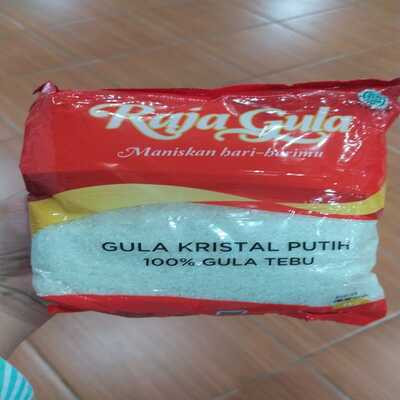 Raja Gula
Maniskan hari-harimu
GULA KRISTAL PUTIH
100% GULA TEBU